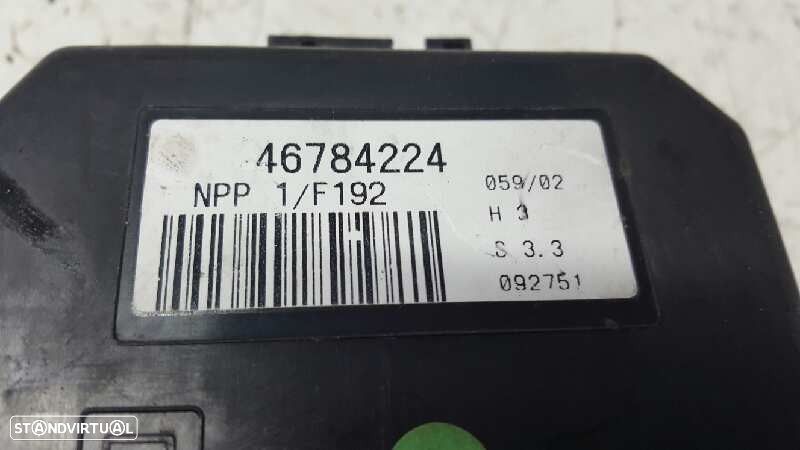 46784224
NPP 1/F192
059/02
H 3
S 3.3
092751
STANDVIRTUAL